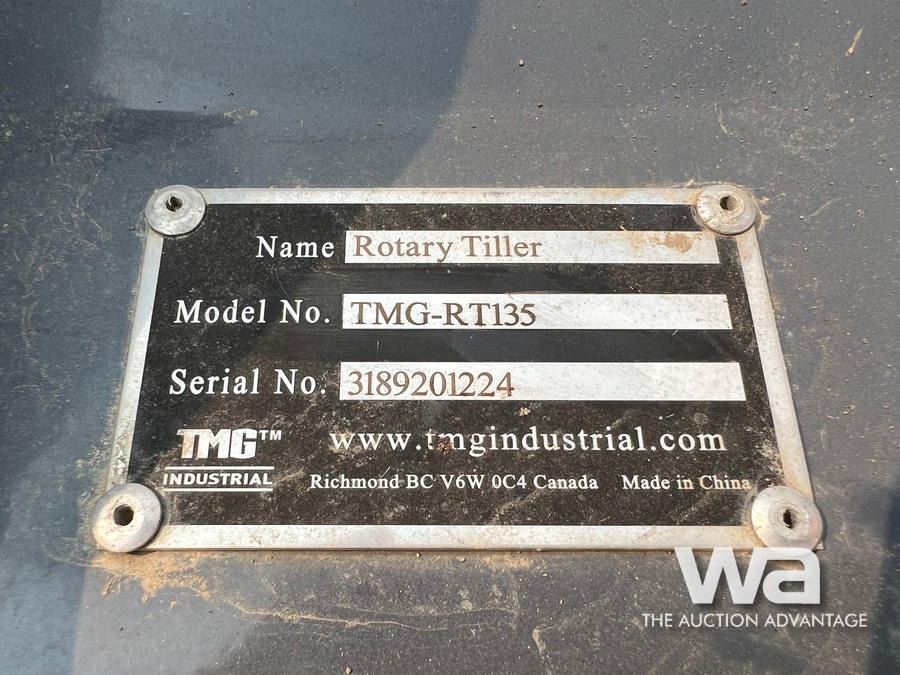 Name Rotary Tiller
Model No. TMG-RT135
Serial No. 3189201224
TMG™ www.tmgindustrial.com
INDUSTRIAL Richmond BC V6W 0C4 Canada Made in China
wa
THE AUCTION ADVANTAGE